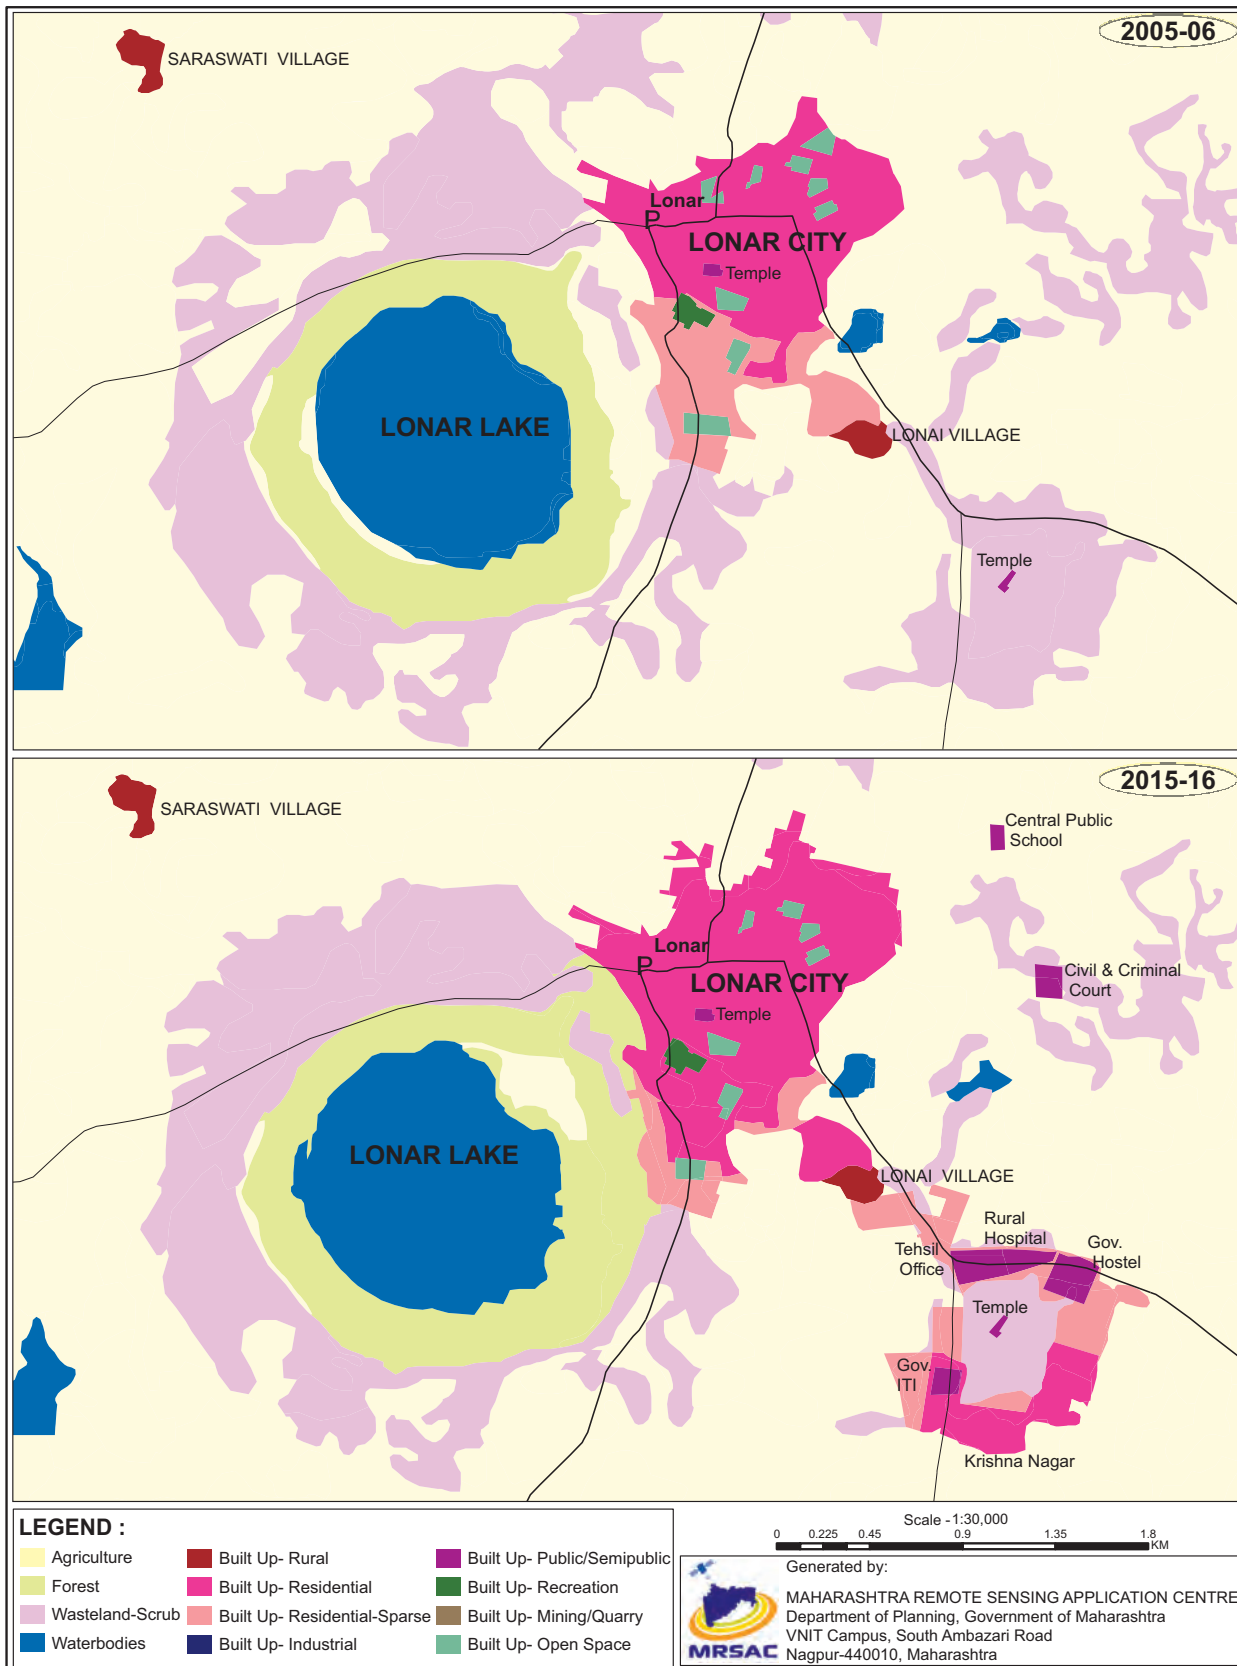 2005-06
SARASWATI VILLAGE
Lonar
P
LONAR CITY
Temple
LONAR LAKE
LONAI VILLAGE
Temple
2015-16
SARASWATI VILLAGE
Central Public
School
Lonar
P
Civil & Criminal
Court
LONAR CITY
Temple
LONAR LAKE
LONAI VILLAGE
Rural
Hospital
Gov.
Hostel
Tehsil
Office
Temple
Gov.
ITI
Krishna Nagar
LEGEND :
Agriculture
Forest
Wasteland-Scrub
Waterbodies
Built Up- Rural
Built Up- Residential
Built Up- Residential-Sparse
Built Up- Industrial
Built Up- Public/Semipublic
Built Up- Recreation
Built Up- Mining/Quarry
Built Up- Open Space
Scale -1:30,000
0 0.225 0.45 0.9 1.35 1.8
KM
Generated by:
MAHARASHTRA REMOTE SENSING APPLICATION CENTRE
Department of Planning, Government of Maharashtra
VNIT Campus, South Ambazari Road
Nagpur-440010, Maharashtra
MRSAC